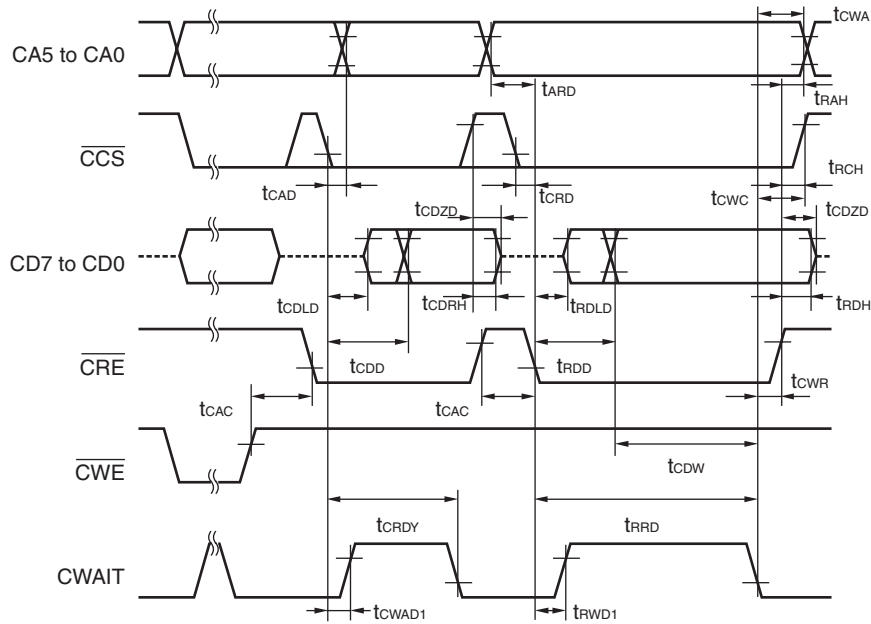 tCWA
CA5 to CA0
tARD
tRAH
CCS
tCAD
tCRD
tRCH
tCWC
tCDZD
tCDZD
CD7 to CD0
tCDLD
tCDRH
tRDLD
tRDH
CRE
tCDD
tRDD
tCWR
tCAC
tCAC
CWE
tCDW
tCRDY
tRRD
CWAIT
tCWAD1
tRWD1